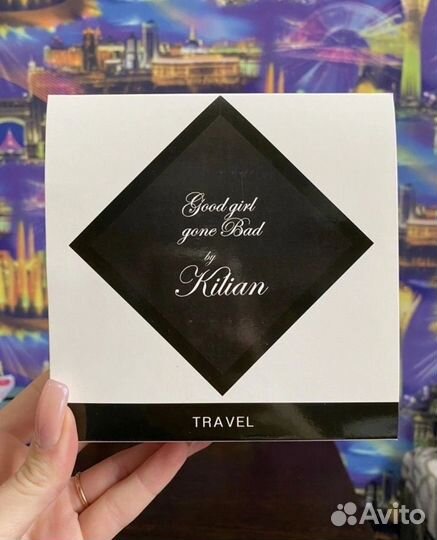 Good girl
gone Bad
by
Kilian
TRAVEL
Avito